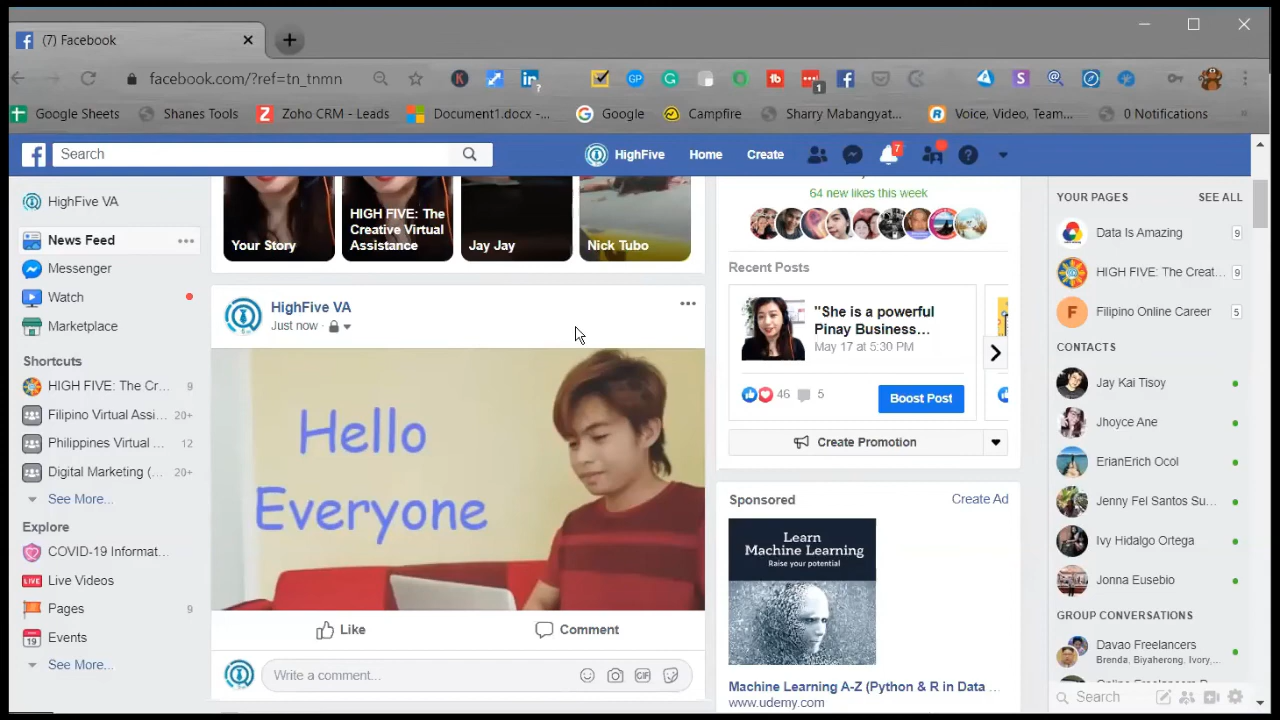 (7) Facebook
facebook.com/?ref=tn_tnmn
Google Sheets
Shanes Tools
Zoho CRM - Leads
Document1.docx -...
Google
Campfire
Sharry Mabangyat...
Voice, Video, Team...
0 Notifications
Search
HighFive
Home
Create
7
HighFive VA
News Feed
Messenger
Watch
Marketplace
Shortcuts
HIGH FIVE: The Cr... 9
Filipino Virtual Assi... 20+
Philippines Virtual ... 12
Digital Marketing (... 20+
See More...
Explore
COVID-19 Informat...
LIVE Live Videos
Pages 9
19 Events
See More...
Your Story
HIGH FIVE: The
Creative Virtual
Assistance
Jay Jay
Nick Tubo
HighFive VA
Just now
Hello
Everyone
Like
Comment
Write a comment...
GIF
64 new likes this week
Recent Posts
"She is a powerful
Pinay Business...
May 17 at 5:30 PM
46 5
Boost Post
Create Promotion
Sponsored
Create Ad
Learn
Machine Learning
Raise your potential
Machine Learning A-Z (Python & R in Data ...
www.udemy.com
YOUR PAGES
SEE ALL
Data Is Amazing 9
HIGH FIVE: The Creat... 9
F Filipino Online Career 5
CONTACTS
Jay Kai Tisoy
Jhoyce Ane
ErianErich Ocol
Jenny Fel Santos Su...
Ivy Hidalgo Ortega
Jonna Eusebio
GROUP CONVERSATIONS
Davao Freelancers
Brenda, Biyaherong, Ivory,...
Search